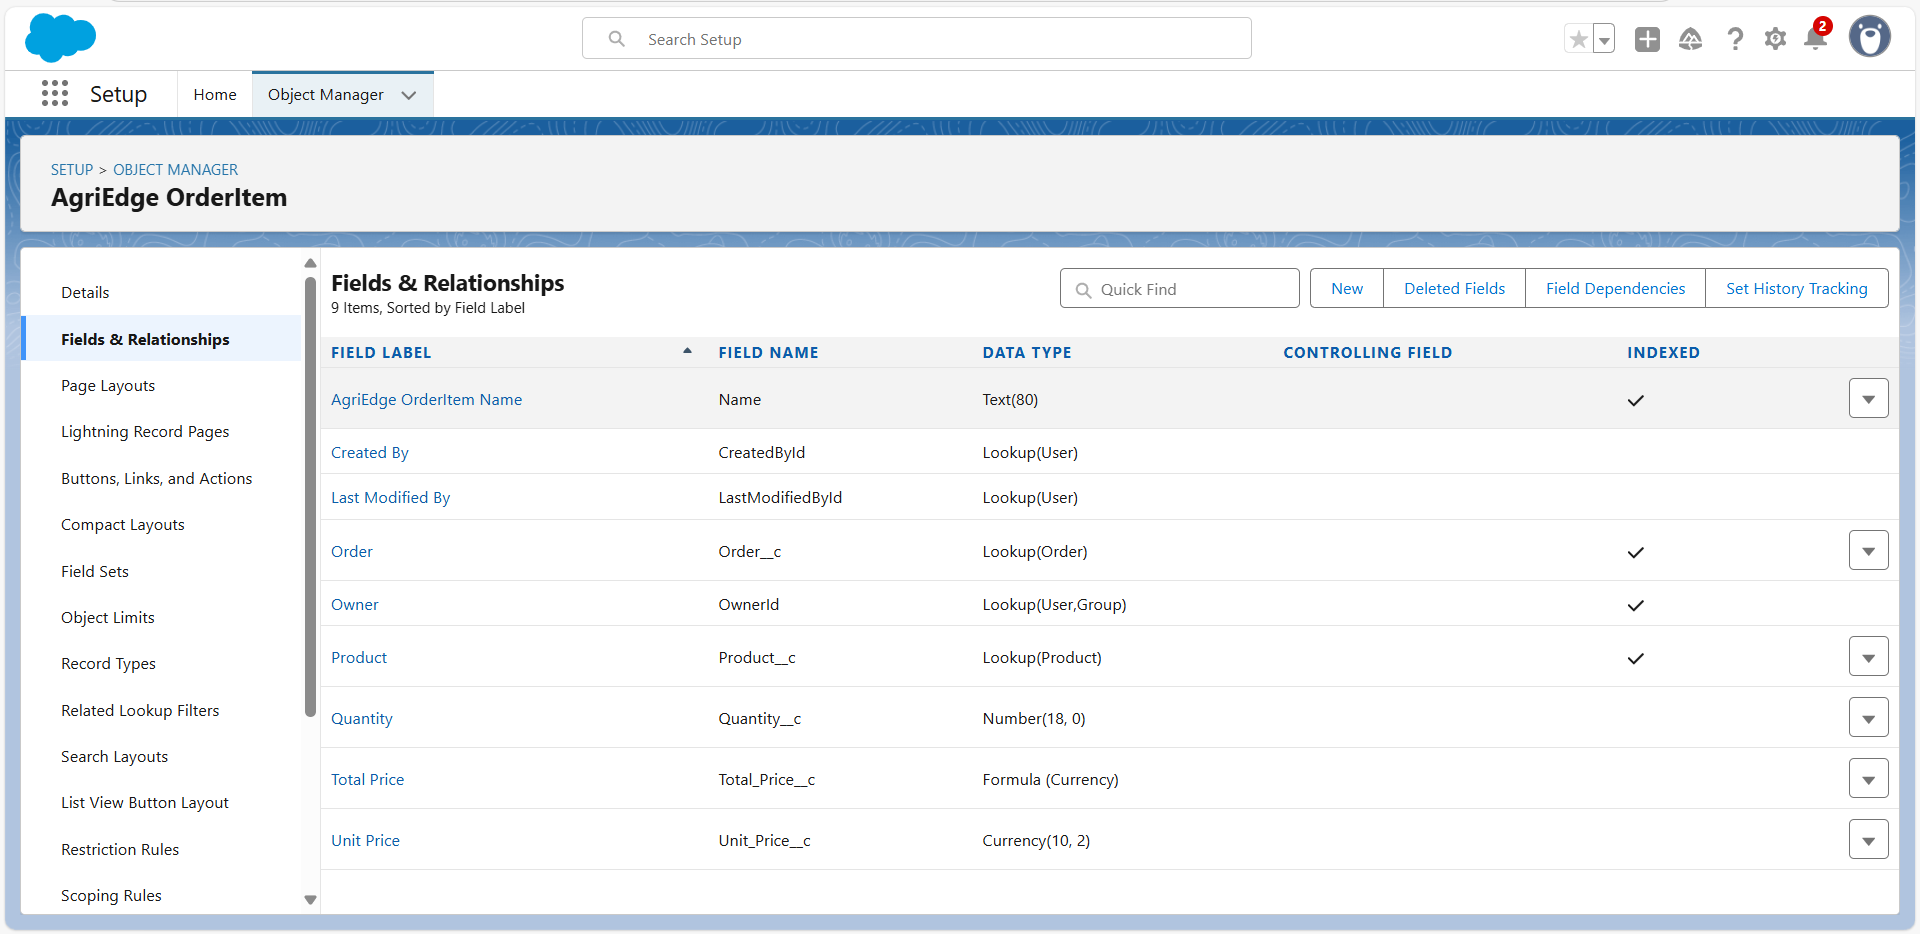 Search Setup
2
Setup
Home
Object Manager
SETUP > OBJECT MANAGER
AgriEdge OrderItem
Details
Fields & Relationships
Page Layouts
Lightning Record Pages
Buttons, Links, and Actions
Compact Layouts
Field Sets
Object Limits
Record Types
Related Lookup Filters
Search Layouts
List View Button Layout
Restriction Rules
Scoping Rules
Fields & Relationships
9 Items, Sorted by Field Label
Quick Find
New
Deleted Fields
Field Dependencies
Set History Tracking
FIELD LABEL FIELD NAME DATA TYPE CONTROLLING FIELD INDEXED
AgriEdge OrderItem Name Name Text(80)
Created By CreatedById Lookup(User)
Last Modified By LastModifiedById Lookup(User)
Order Order__c Lookup(Order)
Owner OwnerId Lookup(User,Group)
Product Product__c Lookup(Product)
Quantity Quantity__c Number(18, 0)
Total Price Total_Price__c Formula (Currency)
Unit Price Unit_Price__c Currency(10, 2)